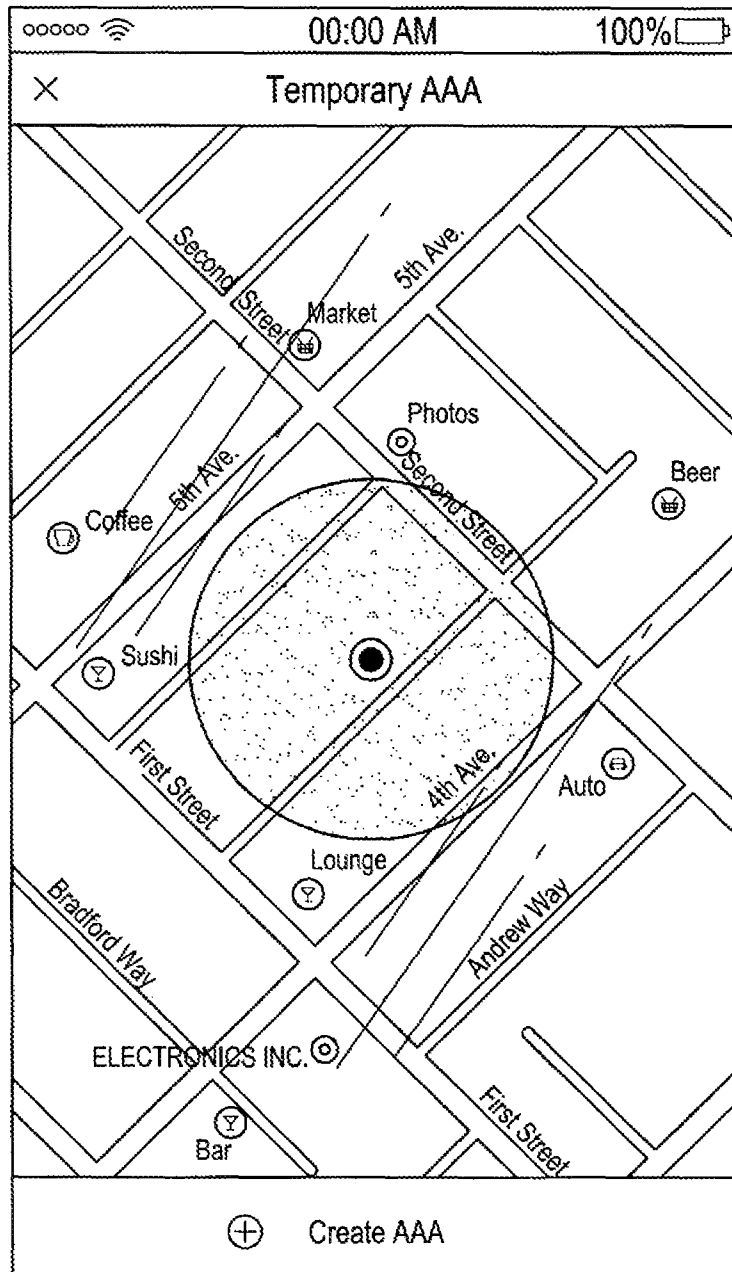 00:00 AM
100%
Temporary AAA
Second Street
5th Ave.
Market
Photos
Second Street
Beer
5th Ave.
Coffee
Sushi
First Street
4th Ave.
Auto
Lounge
Bradford Way
Andrew Way
ELECTRONICS INC.
First Street
Bar
Create AAA